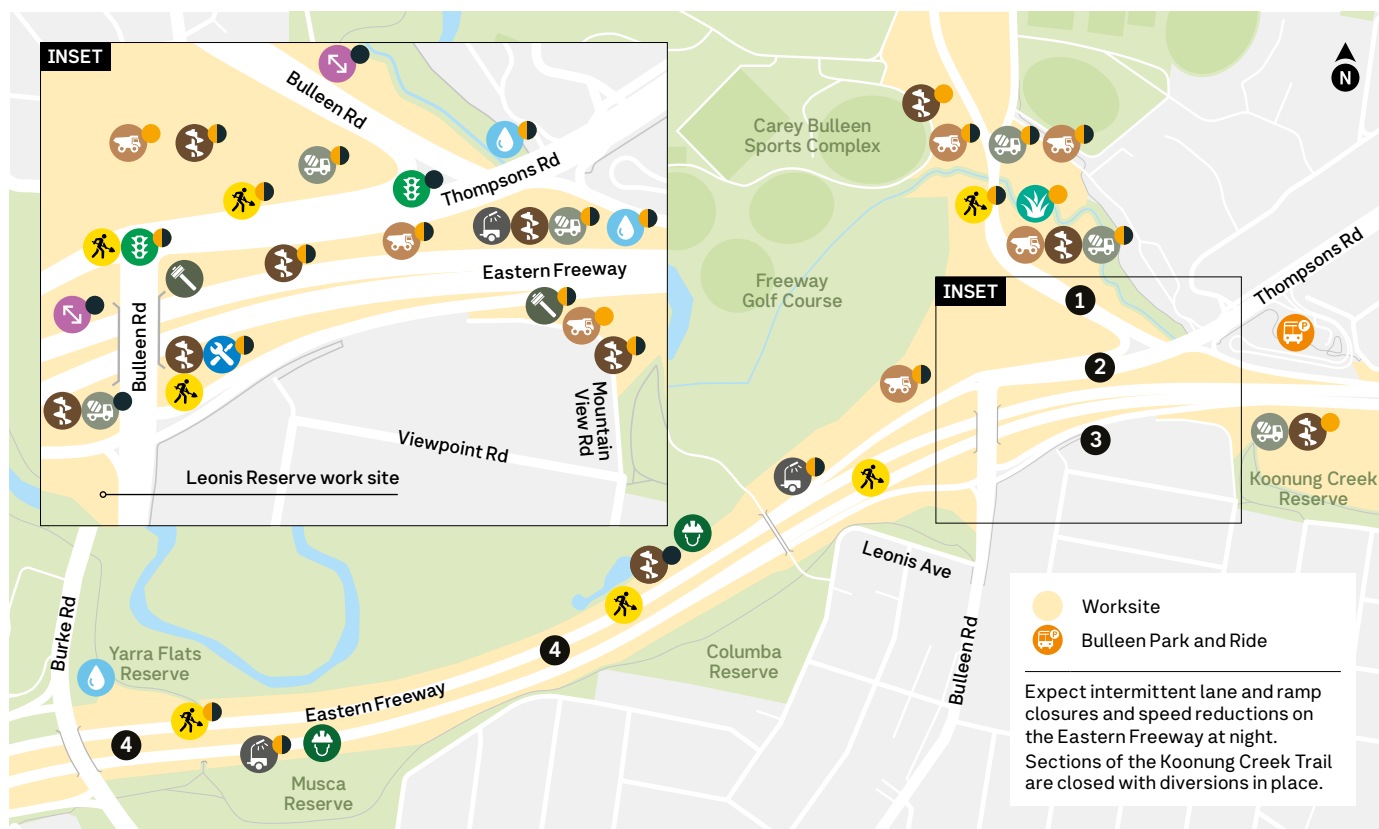 INSET
Bulleen Rd
Thompsons Rd
Eastern Freeway
Bulleen Rd
Mountain
View Rd
Viewpoint Rd
Leonis Reserve work site
N
Carey Bulleen
Sports Complex
Freeway
Golf Course
Thompsons Rd
INSET
1
2
3
P
Koonung Creek
Reserve
Leonis Ave
Bulleen Rd
Columba
Reserve
4
Burke Rd
Yarra Flats
Reserve
Eastern Freeway
4
Musca
Reserve
Worksite
P
Bulleen Park and Ride
Expect intermittent lane and ramp
closures and speed reductions on
the Eastern Freeway at night.
Sections of the Koonung Creek Trail
are closed with diversions in place.